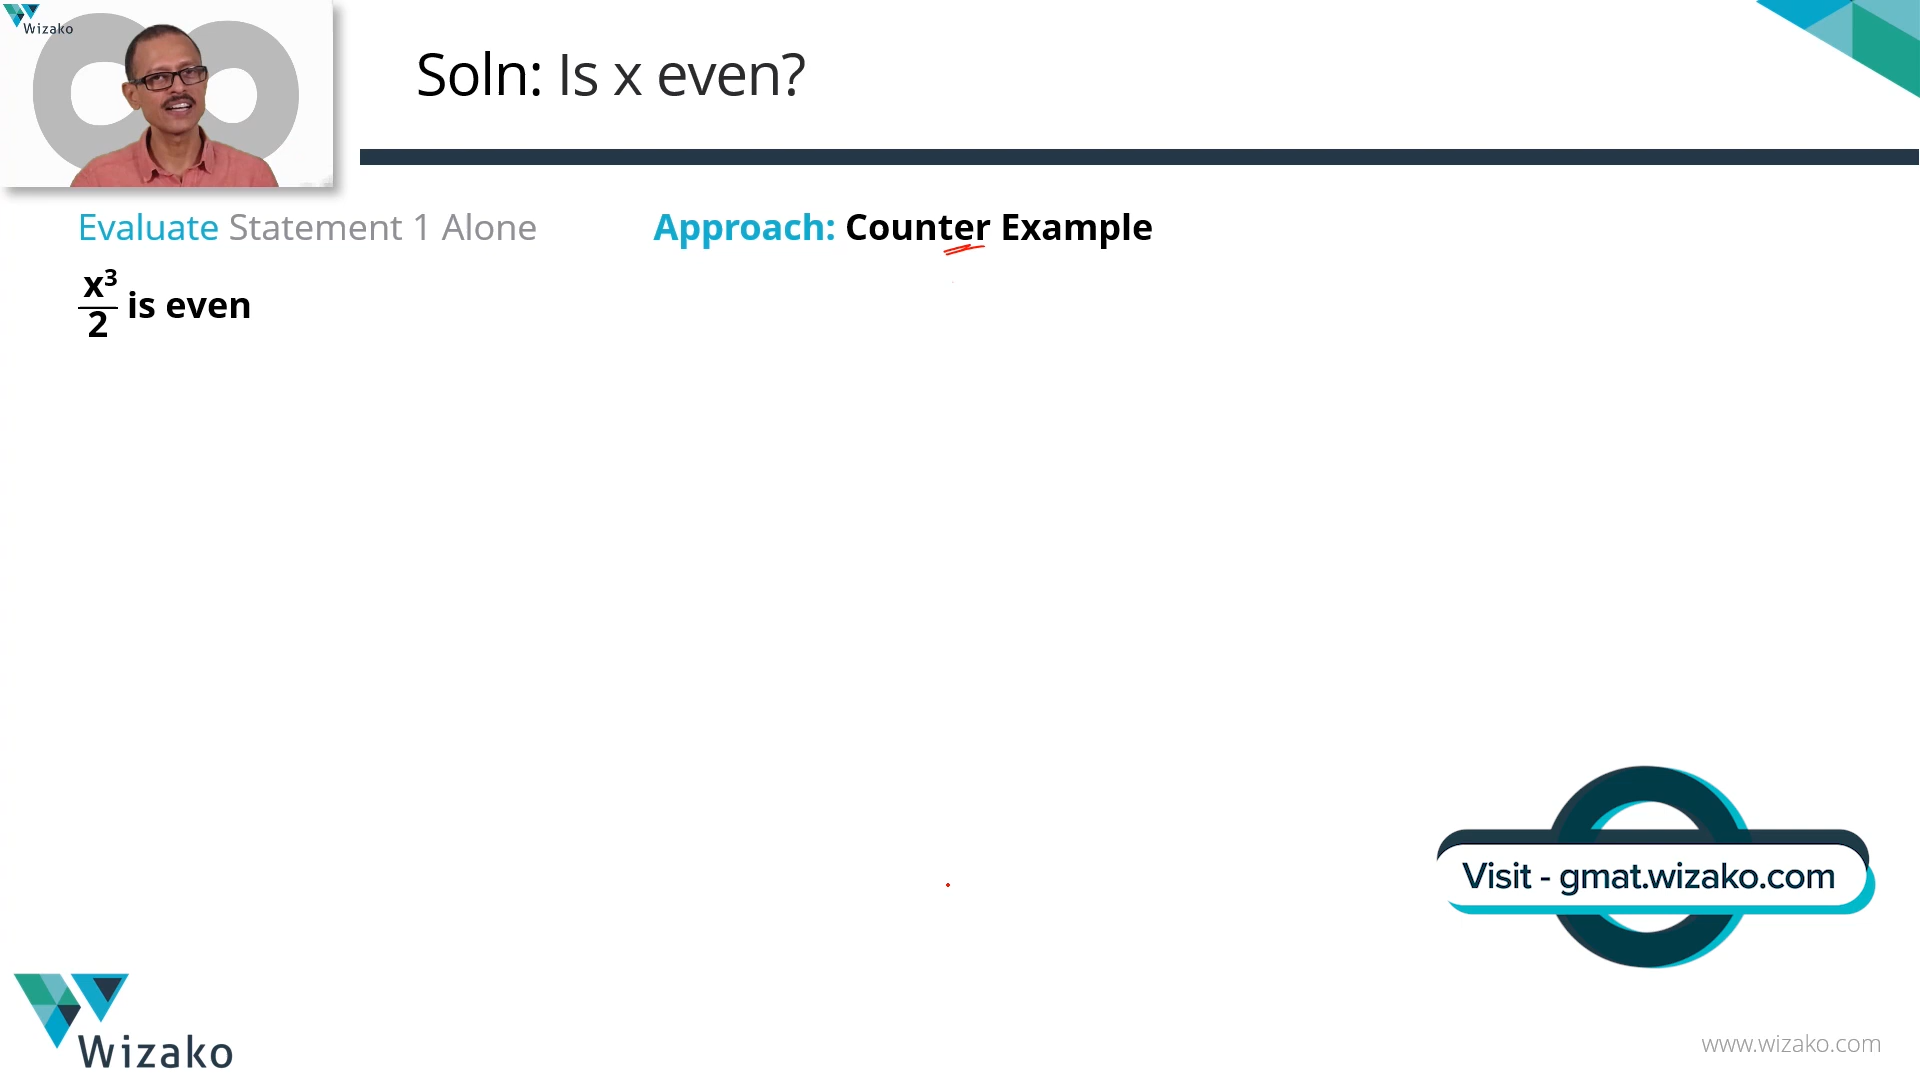 Wizako
Soln: Is x even?
Evaluate Statement 1 Alone
Approach: Counter Example
x³
2
is even
Visit - gmat.wizako.com
Wizako
www.wizako.com